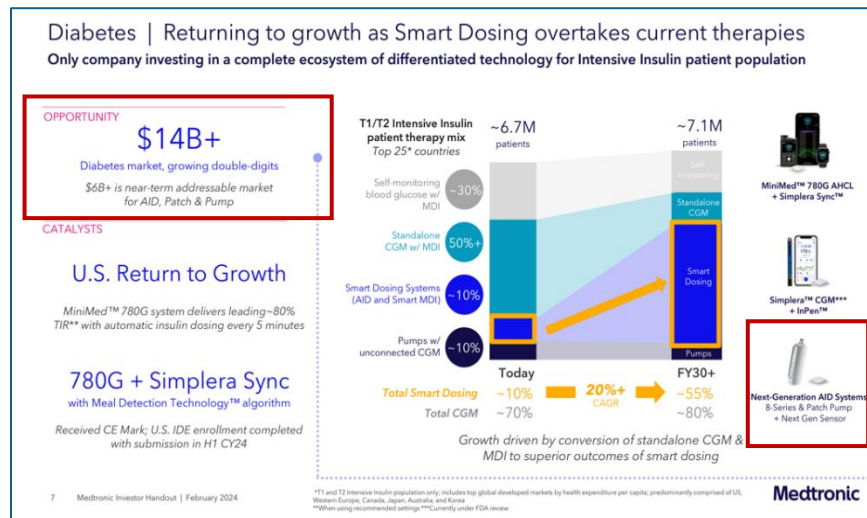 Diabetes | Returning to growth as Smart Dosing overtakes current therapies
Only company investing in a complete ecosystem of differentiated technology for Intensive Insulin patient population
OPPORTUNITY
$14B+
Diabetes market, growing double-digits
$6B+ is near-term addressable market
for AID, Patch & Pump
CATALYSTS
U.S. Return to Growth
MiniMed™ 780G system delivers leading~80%
TIR** with automatic insulin dosing every 5 minutes
780G + Simplera Sync
with Meal Detection Technology™ algorithm
Received CE Mark; U.S. IDE enrollment completed
with submission in H1 CY24
T1/T2 Intensive Insulin
patient therapy mix
Top 25* countries
~6.7M
patients
~7.1M
patients
Self-monitoring
blood glucose w/
MDI
~30%
Standalone
CGM w/ MDI
50%+
Smart Dosing Systems
(AID and Smart MDI)
~10%
Pumps w/
unconnected CGM
~10%
Self-
monitoring
Standalone
CGM
Smart
Dosing
Pumps
Today
FY30+
Total Smart Dosing
~10%
20%+
CAGR
~55%
Total CGM
~70%
~80%
Growth driven by conversion of standalone CGM &
MDI to superior outcomes of smart dosing
MiniMed™ 780G AHCL
+ Simplera Sync™
Simplera™ CGM***
+ InPen™
Next-Generation AID Systems
8-Series & Patch Pump
+ Next Gen Sensor
7 Medtronic Investor Handout | February 2024
*T1 and T2 Intensive Insulin population only; includes top global developed markets by health expenditure per capita; predominantly comprised of US,
Western Europe, Canada, Japan, Australia, and Korea
**When using recommended settings ***Currently under FDA review
Medtronic